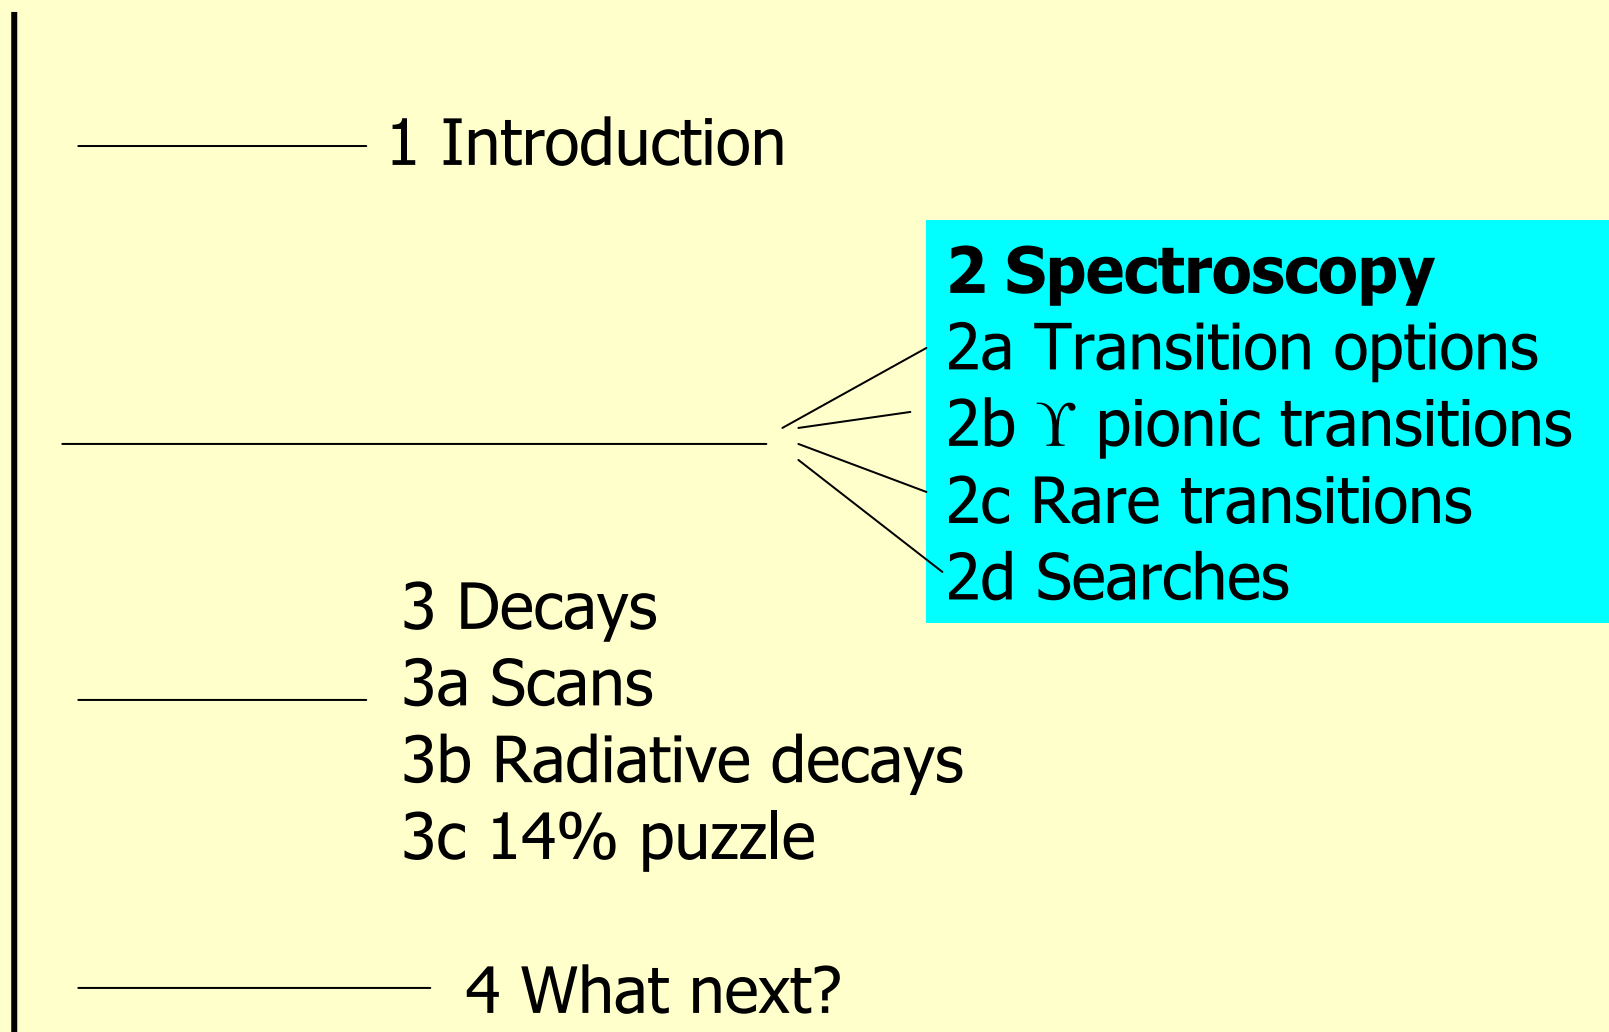 1 Introduction
2 Spectroscopy
2a Transition options
2b ϒ pionic transitions
2c Rare transitions
2d Searches
3 Decays
3a Scans
3b Radiative decays
3c 14% puzzle
4 What next?